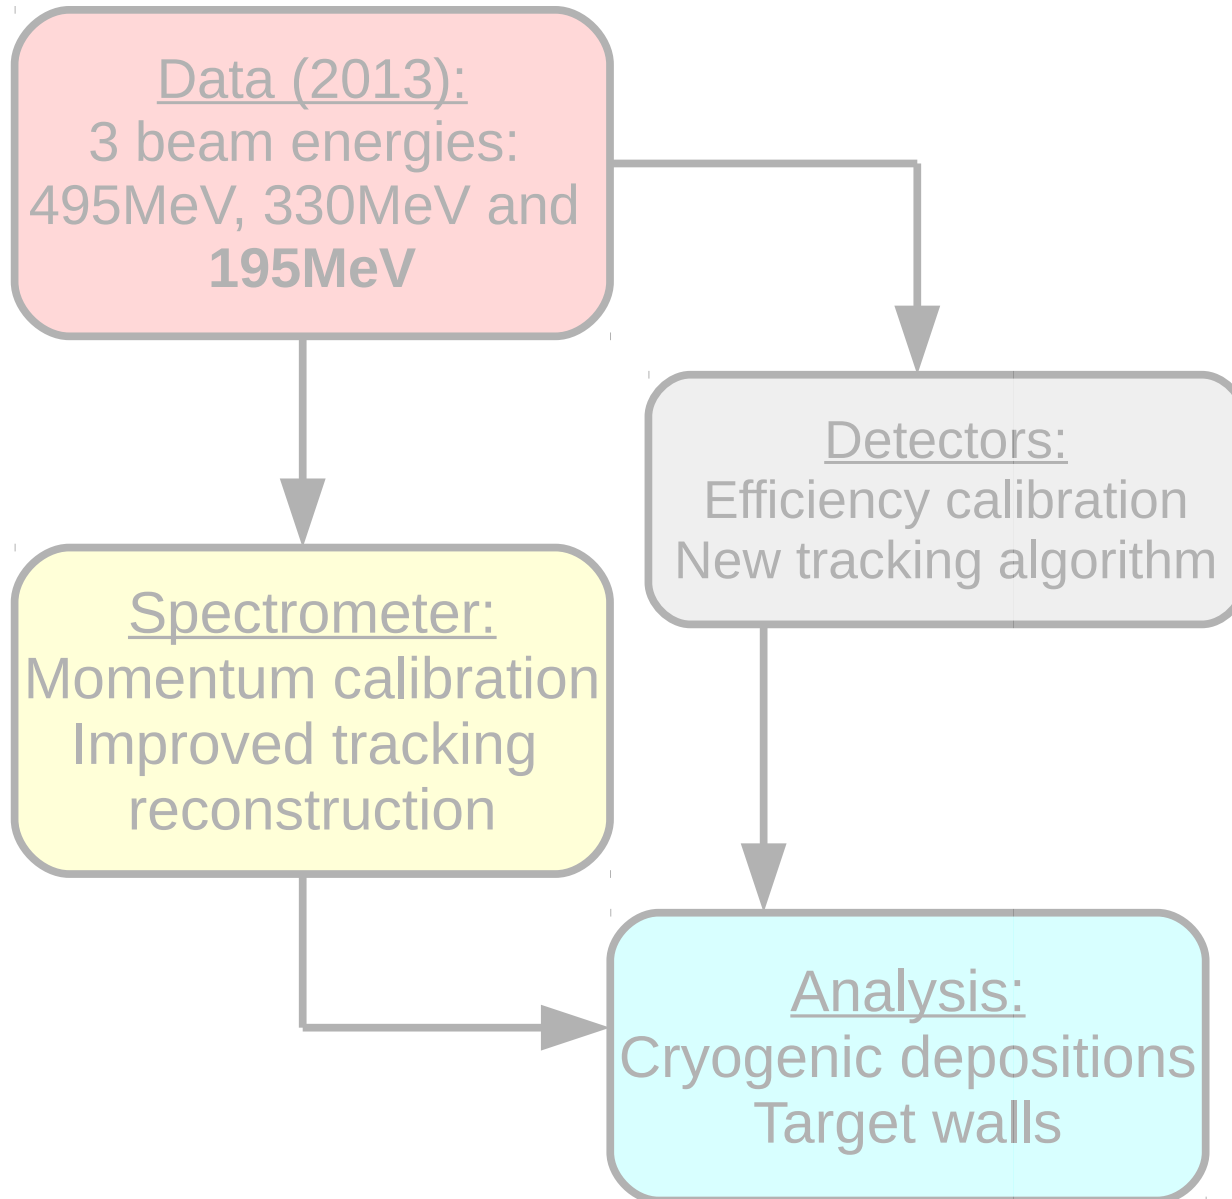 Data (2013):
3 beam energies:
495MeV, 330MeV and
195MeV
Detectors:
Efficiency calibration
New tracking algorithm
Spectrometer:
Momentum calibration
Improved tracking
reconstruction
Analysis:
Cryogenic depositions
Target walls